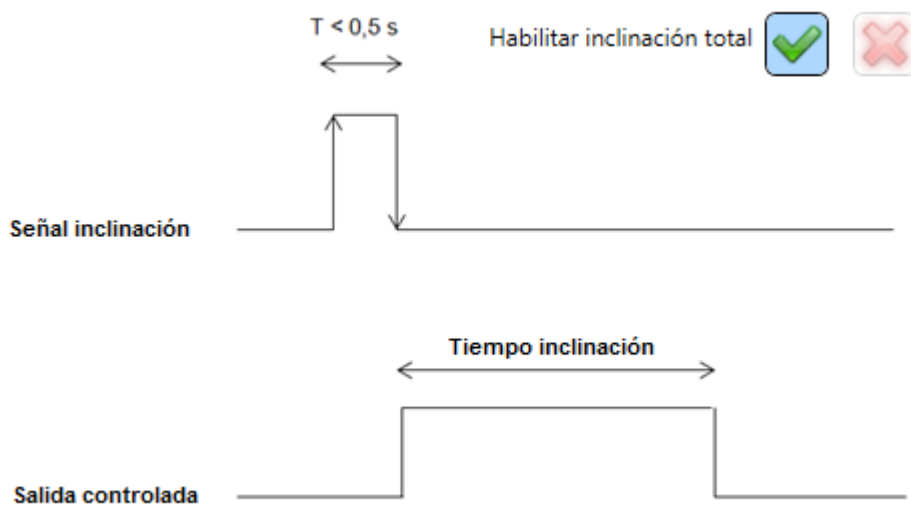 T < 0,5 s
Habilitar inclinación total
Señal inclinación
Tiempo inclinación
Salida controlada